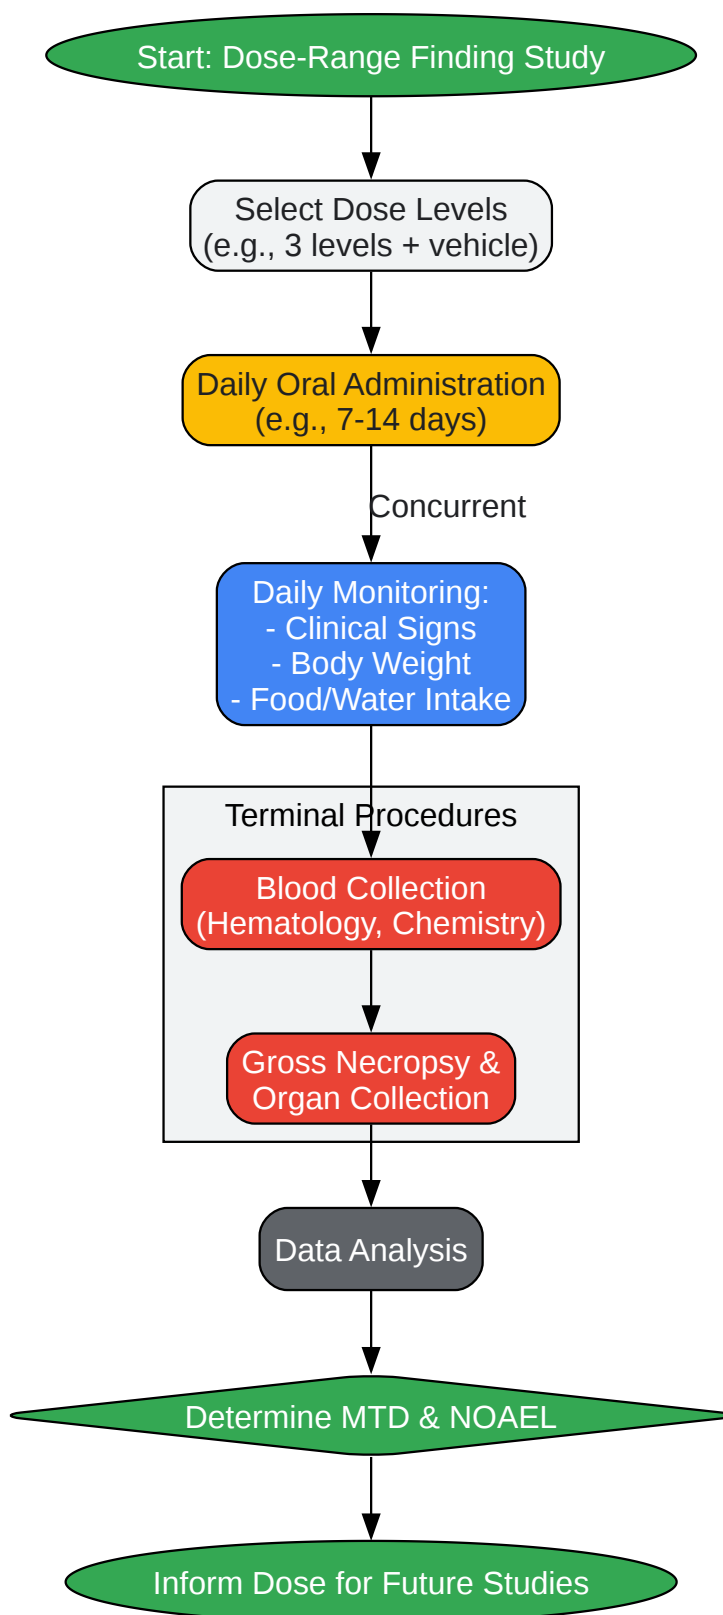 Start: Dose-Range Finding Study
Select Dose Levels
(e.g., 3 levels + vehicle)
Daily Oral Administration
(e.g., 7-14 days)
Concurrent
Daily Monitoring:
- Clinical Signs
- Body Weight
- Food/Water Intake
Terminal Procedures
Blood Collection
(Hematology, Chemistry)
Gross Necropsy &
Organ Collection
Data Analysis
Determine MTD & NOAEL
Inform Dose for Future Studies